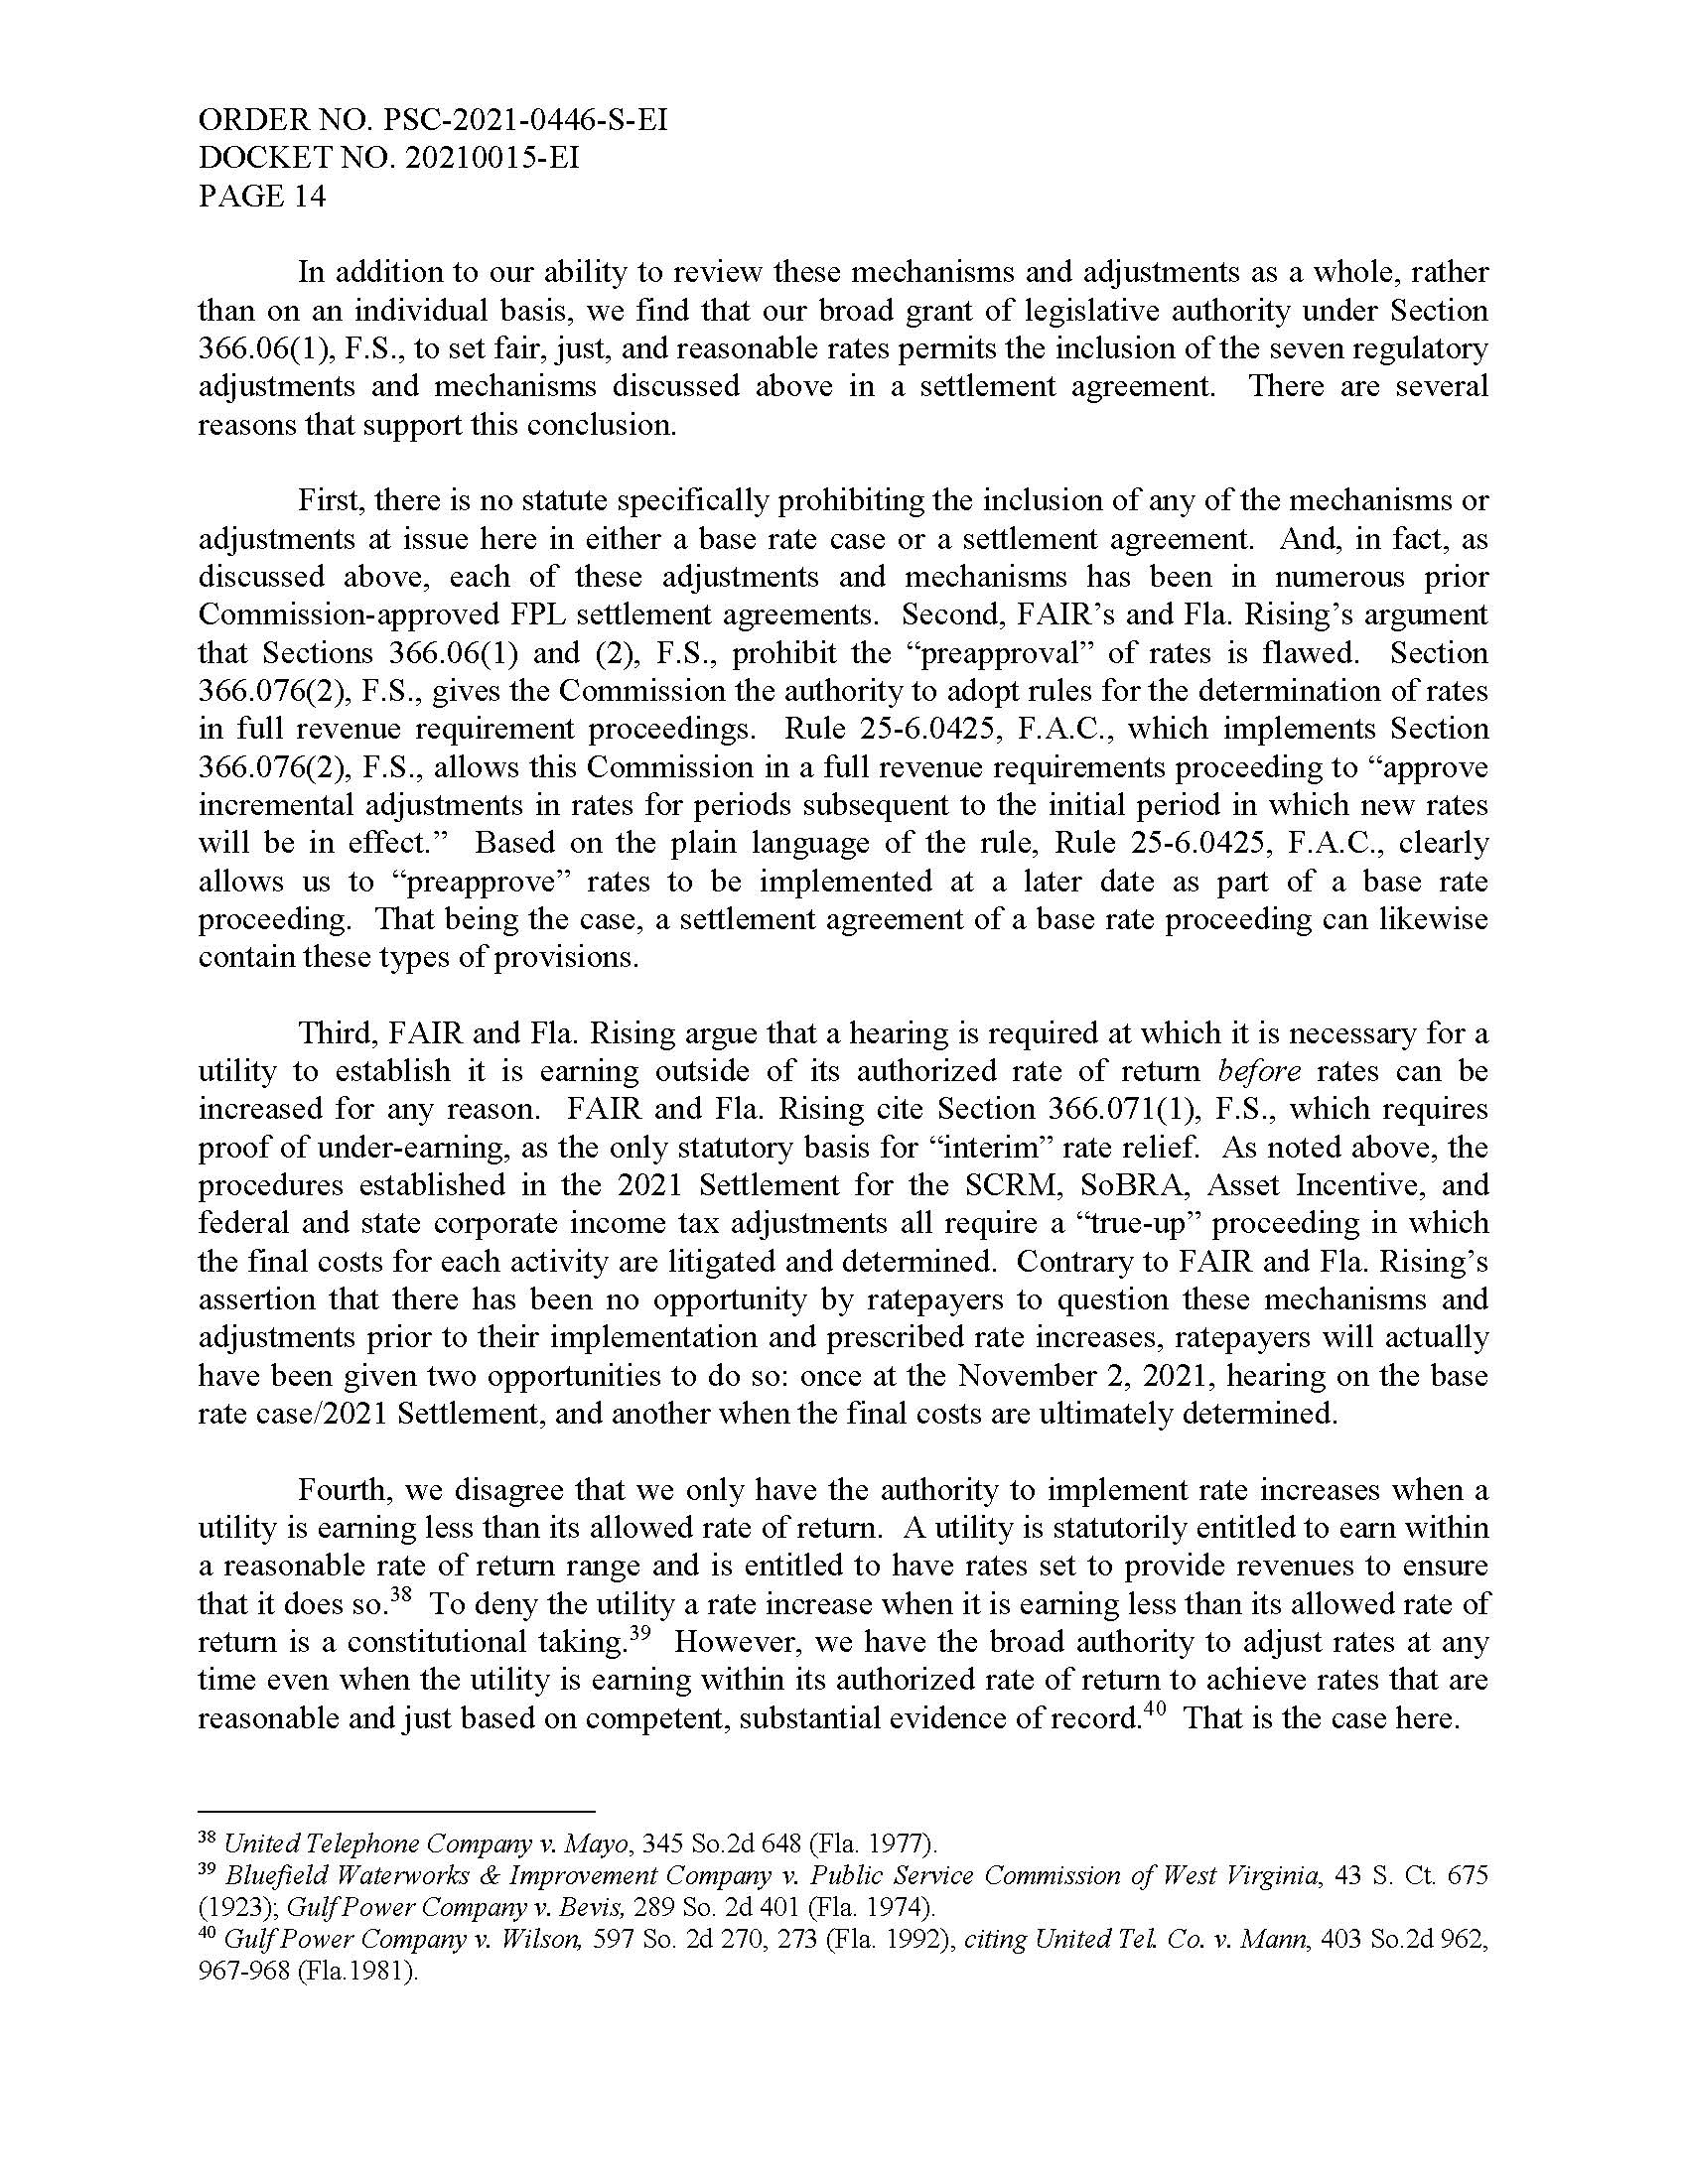 ORDER NO. PSC-2021-0446-S-EI
DOCKET NO. 20210015-EI
PAGE 14
In addition to our ability to review these mechanisms and adjustments as a whole, rather
than on an individual basis, we find that our broad grant of legislative authority under Section
366.06(1), F.S., to set fair, just, and reasonable rates permits the inclusion of the seven regulatory
adjustments and mechanisms discussed above in a settlement agreement. There are several
reasons that support this conclusion.
First, there is no statute specifically prohibiting the inclusion of any of the mechanisms or
adjustments at issue here in either a base rate case or a settlement agreement. And, in fact, as
discussed above, each of these adjustments and mechanisms has been in numerous prior
Commission-approved FPL settlement agreements. Second, FAIR’s and Fla. Rising’s argument
that Sections 366.06(1) and (2), F.S., prohibit the “preapproval” of rates is flawed. Section
366.076(2), F.S., gives the Commission the authority to adopt rules for the determination of rates
in full revenue requirement proceedings. Rule 25-6.0425, F.A.C., which implements Section
366.076(2), F.S., allows this Commission in a full revenue requirements proceeding to “approve
incremental adjustments in rates for periods subsequent to the initial period in which new rates
will be in effect.” Based on the plain language of the rule, Rule 25-6.0425, F.A.C., clearly
allows us to “preapprove” rates to be implemented at a later date as part of a base rate
proceeding. That being the case, a settlement agreement of a base rate proceeding can likewise
contain these types of provisions.
Third, FAIR and Fla. Rising argue that a hearing is required at which it is necessary for a
utility to establish it is earning outside of its authorized rate of return before rates can be
increased for any reason. FAIR and Fla. Rising cite Section 366.071(1), F.S., which requires
proof of under-earning, as the only statutory basis for “interim” rate relief. As noted above, the
procedures established in the 2021 Settlement for the SCRM, SoBRA, Asset Incentive, and
federal and state corporate income tax adjustments all require a “true-up” proceeding in which
the final costs for each activity are litigated and determined. Contrary to FAIR and Fla. Rising’s
assertion that there has been no opportunity by ratepayers to question these mechanisms and
adjustments prior to their implementation and prescribed rate increases, ratepayers will actually
have been given two opportunities to do so: once at the November 2, 2021, hearing on the base
rate case/2021 Settlement, and another when the final costs are ultimately determined.
Fourth, we disagree that we only have the authority to implement rate increases when a
utility is earning less than its allowed rate of return. A utility is statutorily entitled to earn within
a reasonable rate of return range and is entitled to have rates set to provide revenues to ensure
that it does so.38 To deny the utility a rate increase when it is earning less than its allowed rate of
return is a constitutional taking.39 However, we have the broad authority to adjust rates at any
time even when the utility is earning within its authorized rate of return to achieve rates that are
reasonable and just based on competent, substantial evidence of record.40 That is the case here.
38 United Telephone Company v. Mayo, 345 So.2d 648 (Fla. 1977).
39 Bluefield Waterworks & Improvement Company v. Public Service Commission of West Virginia, 43 S. Ct. 675
(1923); Gulf Power Company v. Bevis, 289 So. 2d 401 (Fla. 1974).
40 Gulf Power Company v. Wilson, 597 So. 2d 270, 273 (Fla. 1992), citing United Tel. Co. v. Mann, 403 So.2d 962,
967-968 (Fla.1981).